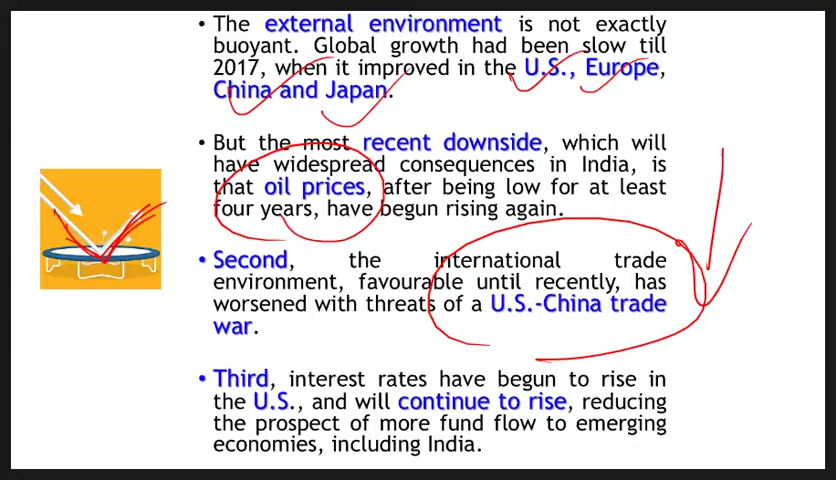 • The external environment is not exactly
buoyant. Global growth had been slow till
2017, when it improved in the U.S., Europe,
China and Japan.
• But the most recent downside, which will
have widespread consequences in India, is
that oil prices, after being low for at least
four years, have begun rising again.
• Second, the international trade
environment, favourable until recently, has
worsened with threats of a U.S.-China trade
war.
• Third, interest rates have begun to rise in
the U.S., and will continue to rise, reducing
the prospect of more fund flow to emerging
economies, including India.